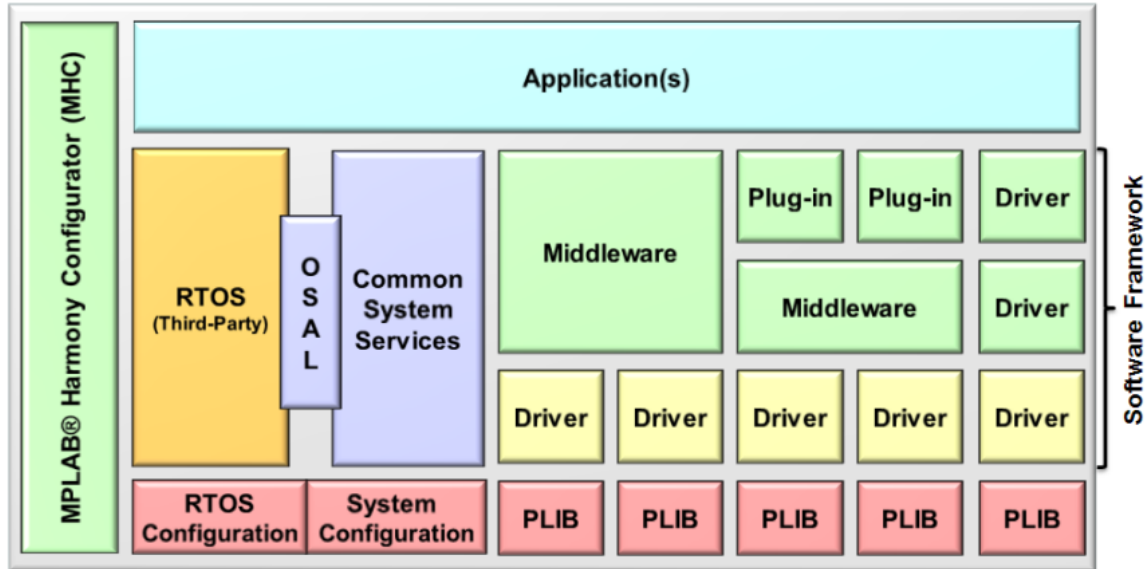 MPLAB® Harmony Configurator (MHC)
Application(s)
RTOS
(Third-Party)
O
S
A
L
Common
System
Services
Middleware
Plug-in
Plug-in
Driver
Middleware
Driver
Driver
Driver
Driver
Driver
Driver
RTOS
Configuration
System
Configuration
PLIB
PLIB
PLIB
PLIB
PLIB
Software Framework